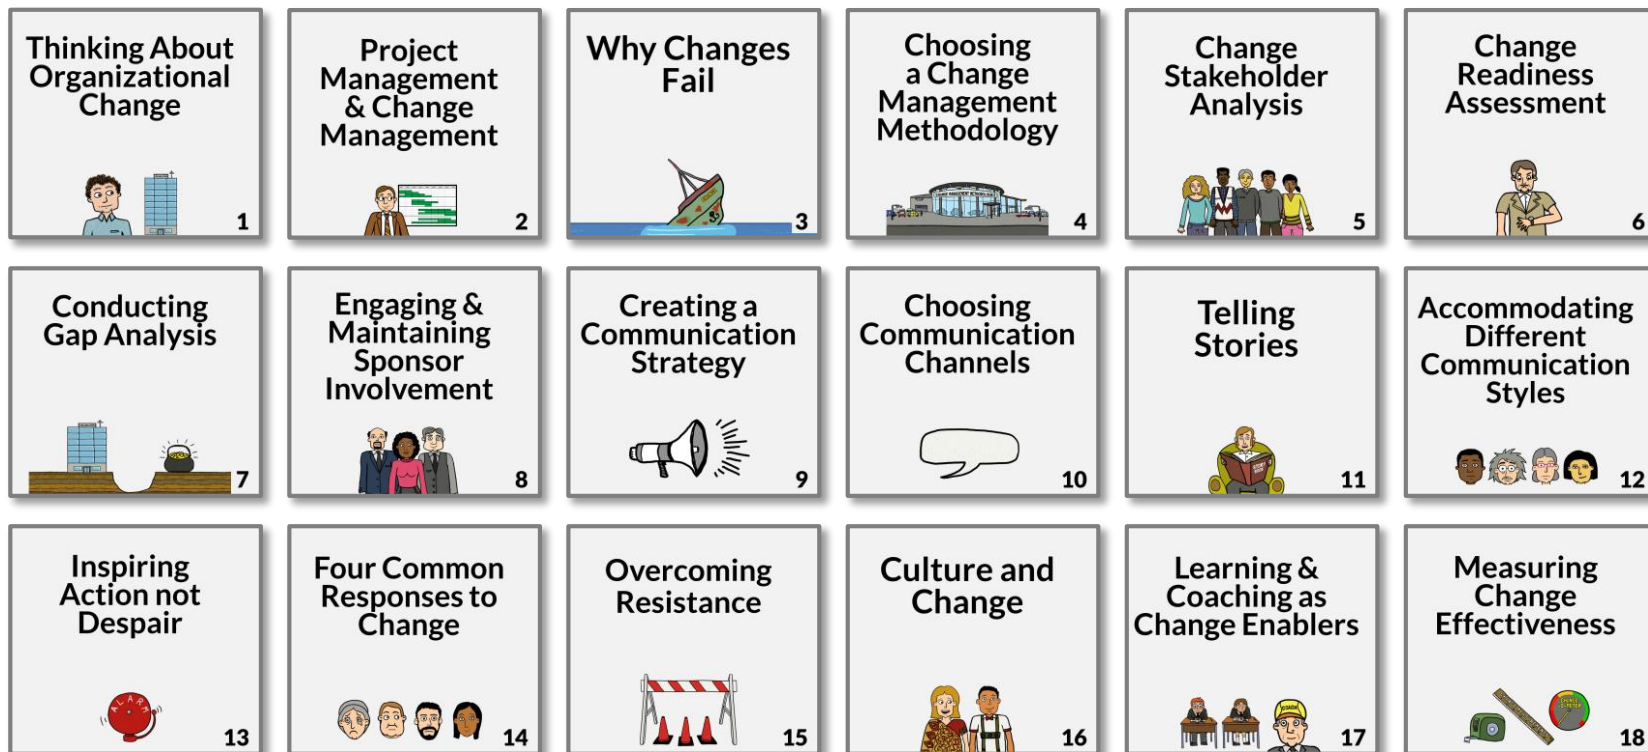 Thinking About
Organizational
Change
1
Project
Management
& Change
Management
2
Why Changes
Fail
3
Choosing
a Change
Management
Methodology
4
Change
Stakeholder
Analysis
5
Change
Readiness
Assessment
6
Conducting
Gap Analysis
7
Engaging &
Maintaining
Sponsor
Involvement
8
Creating a
Communication
Strategy
9
Choosing
Communication
Channels
10
Telling
Stories
11
Accommodating
Different
Communication
Styles
12
Inspiring
Action not
Despair
ALARM
13
Four Common
Responses to
Change
14
Overcoming
Resistance
15
Culture and
Change
16
Learning &
Coaching as
Change Enablers
17
Measuring
Change
Effectiveness
18